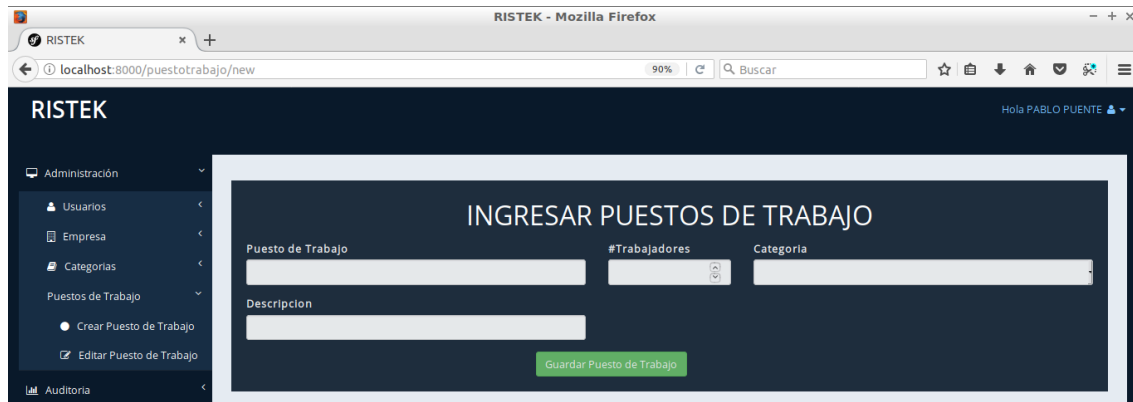 RISTEK - Mozilla Firefox
RISTEK
localhost:8000/puestotrabajo/new
90%
Buscar
RISTEK
Hola PABLO PUENTE
Administración
Usuarios
Empresa
Categorias
Puestos de Trabajo
Crear Puesto de Trabajo
Editar Puesto de Trabajo
Auditoria
INGRESAR PUESTOS DE TRABAJO
Puesto de Trabajo
#Trabajadores
Categoria
Descripcion
Guardar Puesto de Trabajo